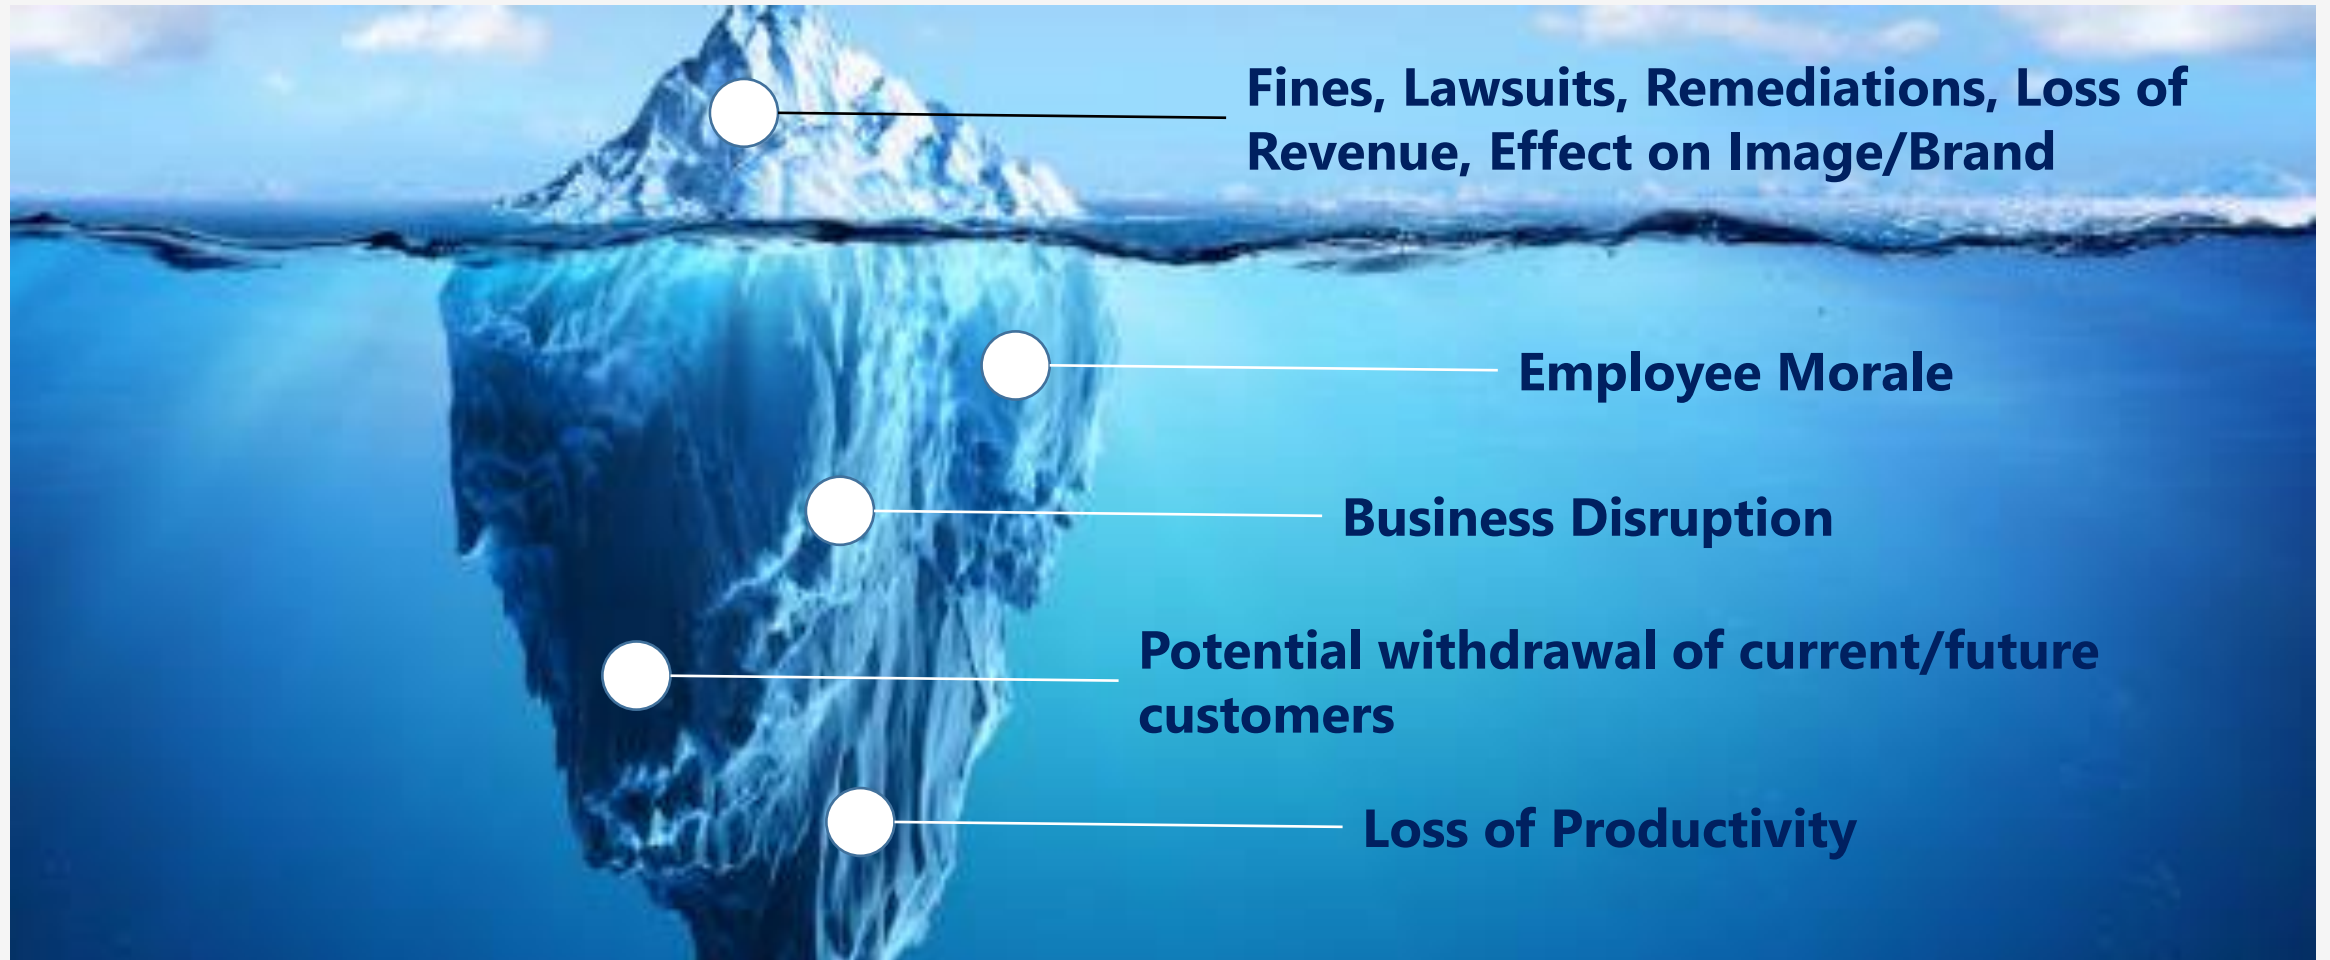 Fines, Lawsuits, Remediations, Loss of
Revenue, Effect on Image/Brand
Employee Morale
Business Disruption
Potential withdrawal of current/future
customers
Loss of Productivity